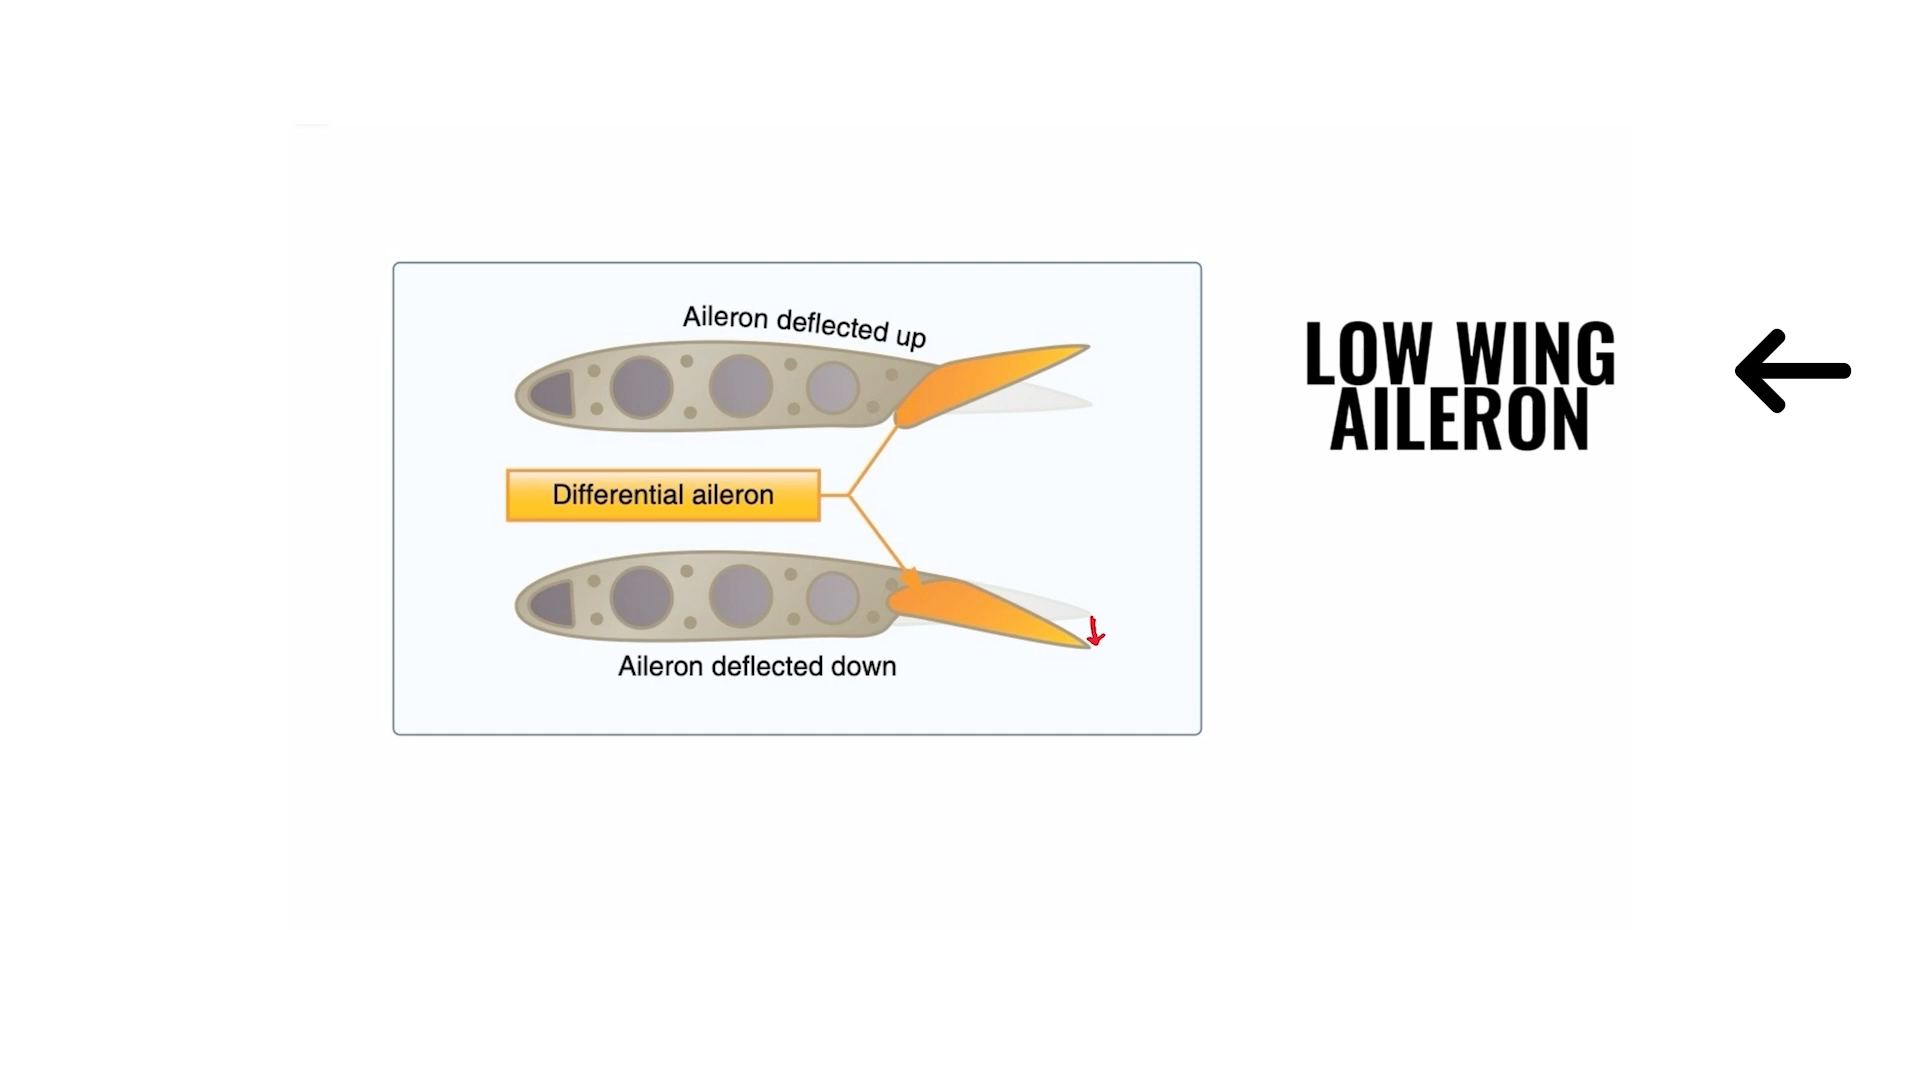 Aileron deflected up
LOW WING
AILERON
Differential aileron
Aileron deflected down